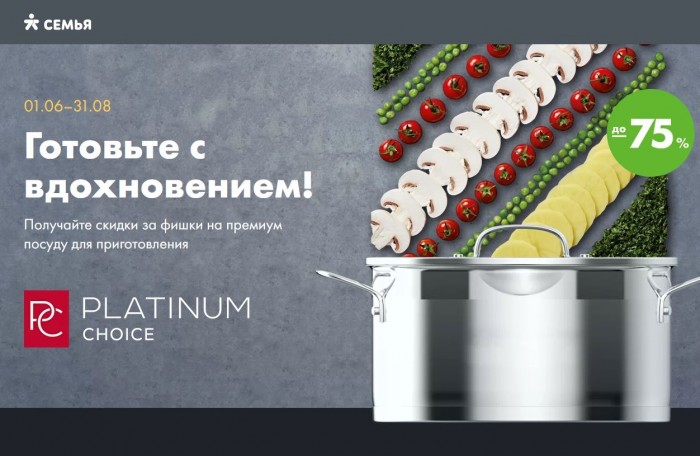 СЕМЬЯ
01.06–31.08
Готовьте с
вдохновением!
Получайте скидки за фишки на премиум
посуду для приготовления
PC PLATINUM
CHOICE
до 75%